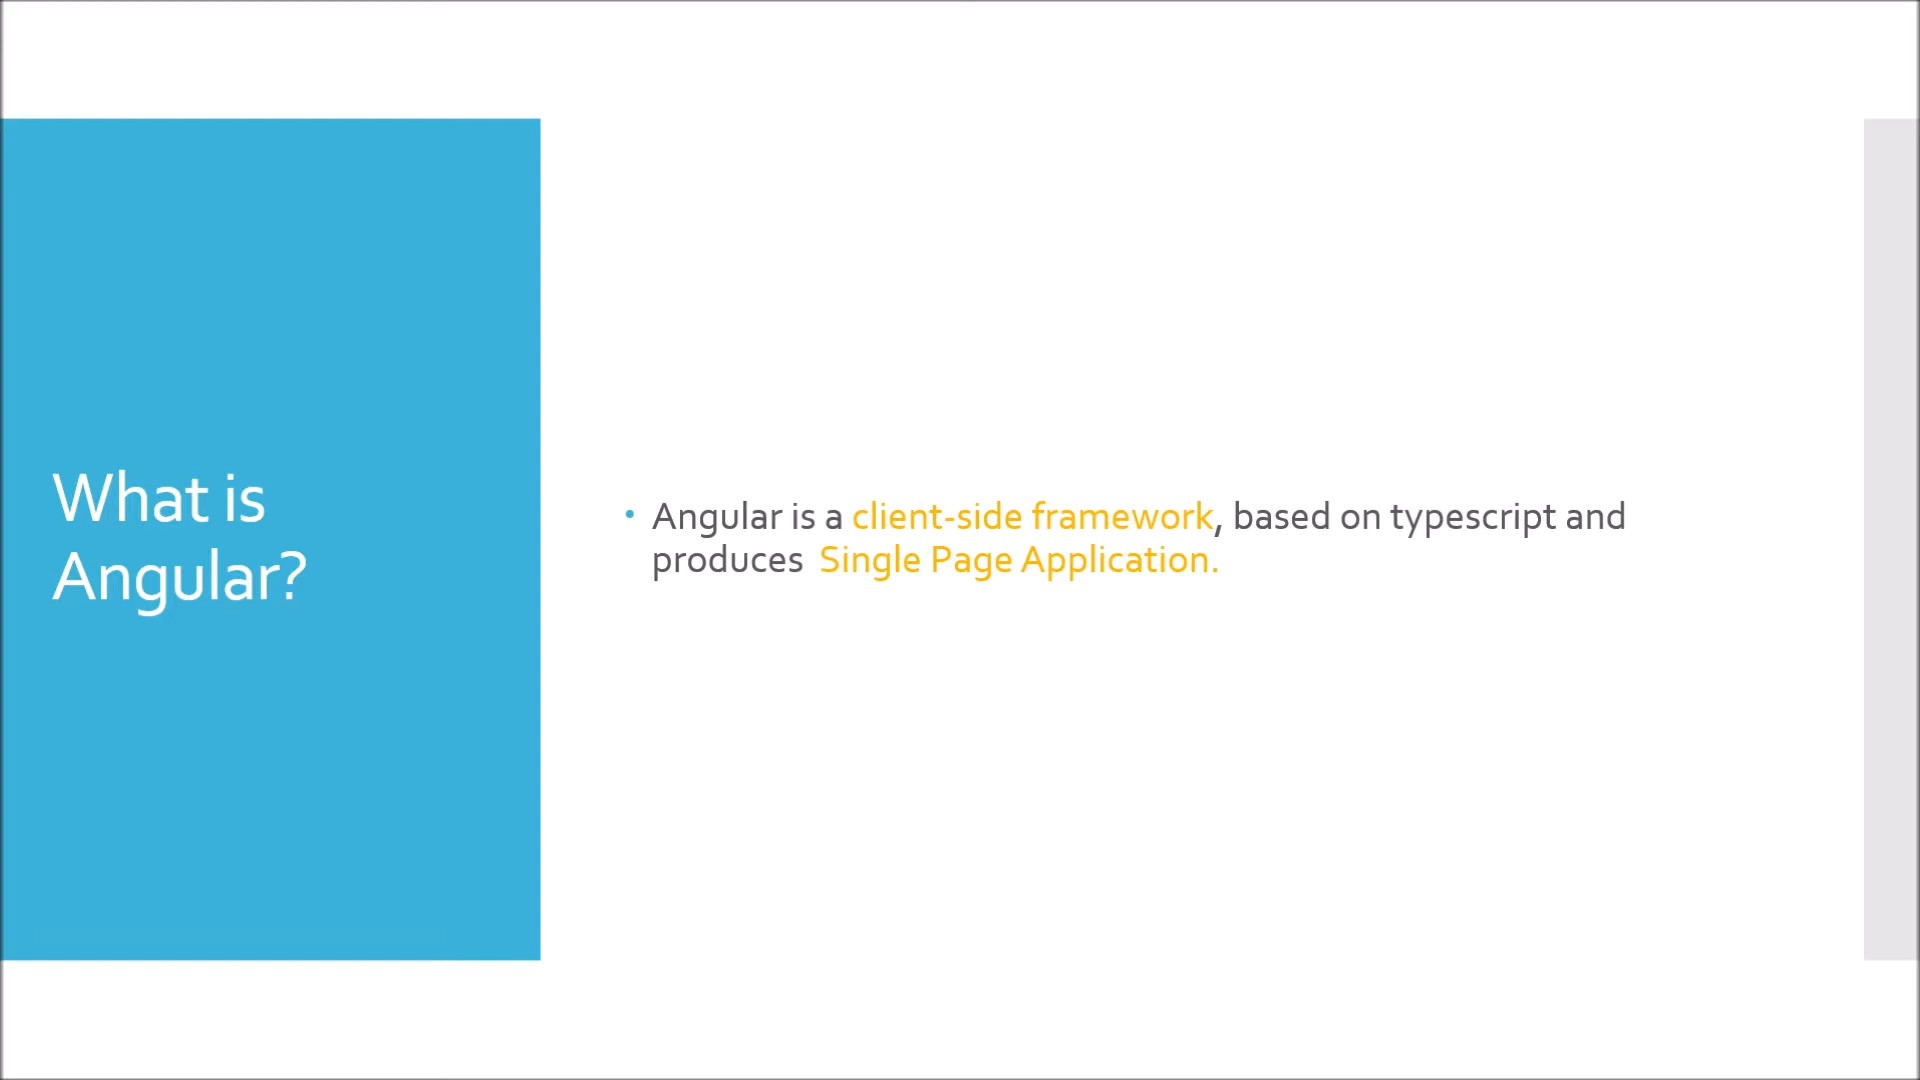 What is
Angular?
• Angular is a client-side framework, based on typescript and
produces  Single Page Application.